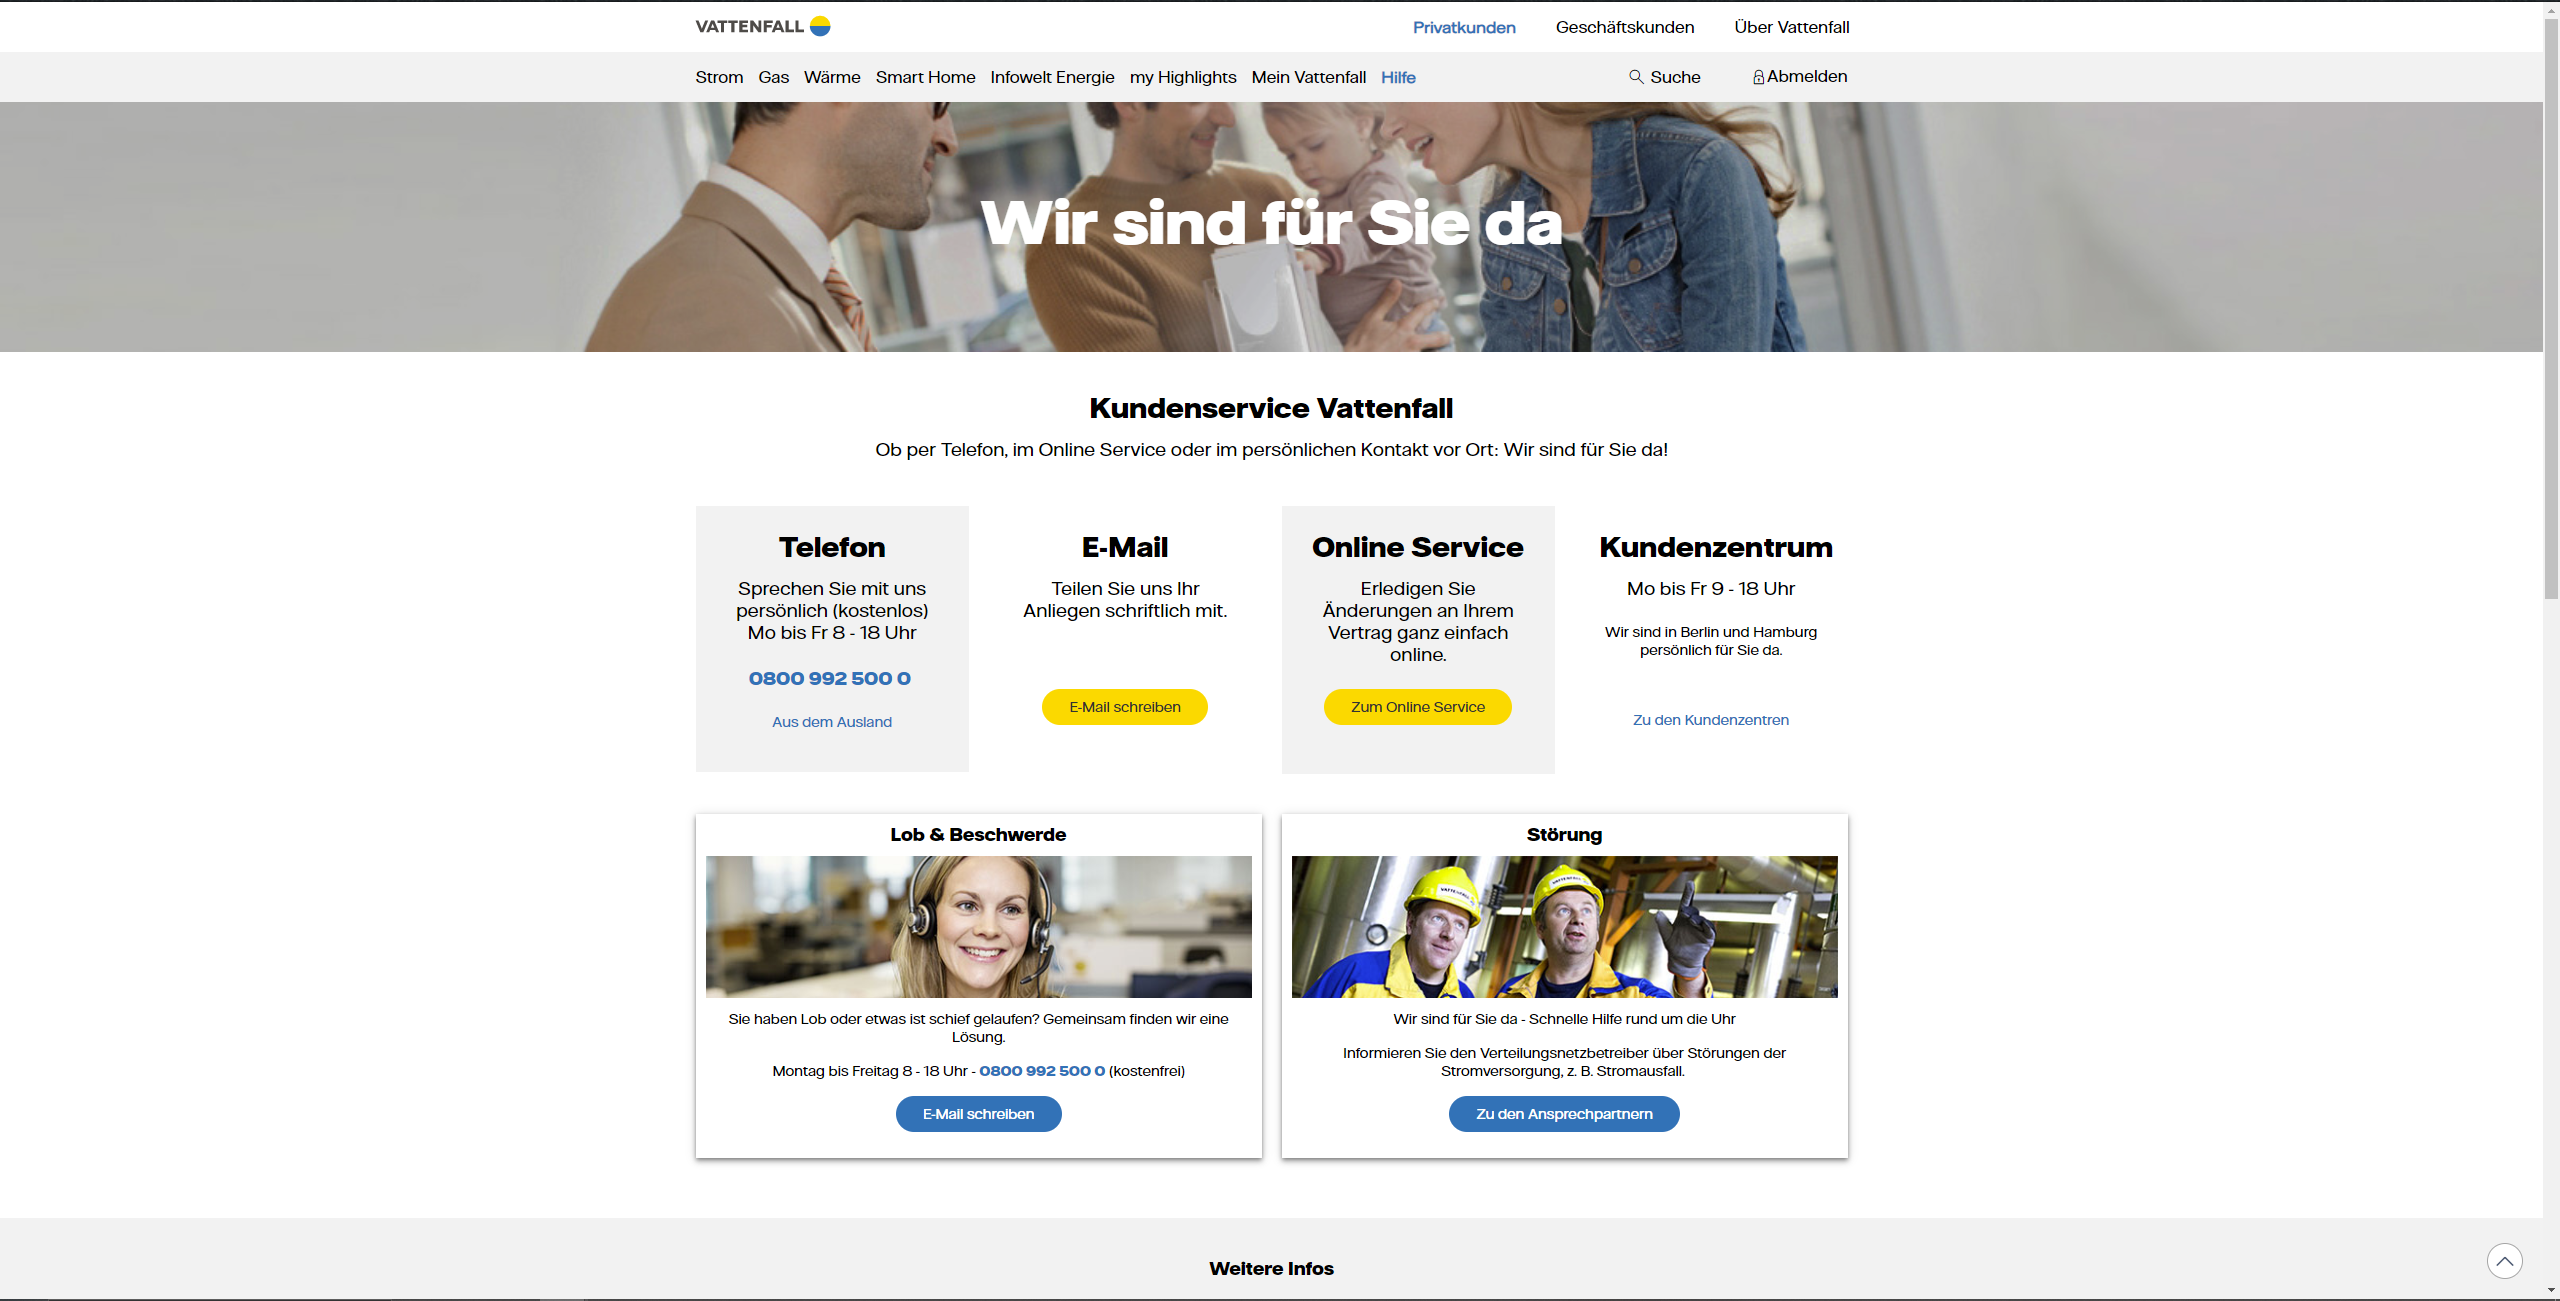 VATTENFALL
Privatkunden Geschäftskunden Über Vattenfall
Strom Gas Wärme Smart Home Infowelt Energie my Highlights Mein Vattenfall Hilfe Suche Abmelden
Wir sind für Sie da
Kundenservice Vattenfall
Ob per Telefon, im Online Service oder im persönlichen Kontakt vor Ort: Wir sind für Sie da!
Telefon
Sprechen Sie mit uns
persönlich (kostenlos)
Mo bis Fr 8 - 18 Uhr
0800 992 500 0
Aus dem Ausland
E-Mail
Teilen Sie uns Ihr
Anliegen schriftlich mit.
E-Mail schreiben
Online Service
Erledigen Sie
Änderungen an Ihrem
Vertrag ganz einfach
online.
Zum Online Service
Kundenzentrum
Mo bis Fr 9 - 18 Uhr
Wir sind in Berlin und Hamburg
persönlich für Sie da.
Zu den Kundenzentren
Lob & Beschwerde
Sie haben Lob oder etwas ist schief gelaufen? Gemeinsam finden wir eine
Lösung.
Montag bis Freitag 8 - 18 Uhr - 0800 992 500 0 (kostenfrei)
E-Mail schreiben
Störung
VATTENFALL
VATTENFALL
Wir sind für Sie da - Schnelle Hilfe rund um die Uhr
Informieren Sie den Verteilungsnetzbetreiber über Störungen der
Stromversorgung, z. B. Stromausfall.
Zu den Ansprechpartnern
Weitere Infos